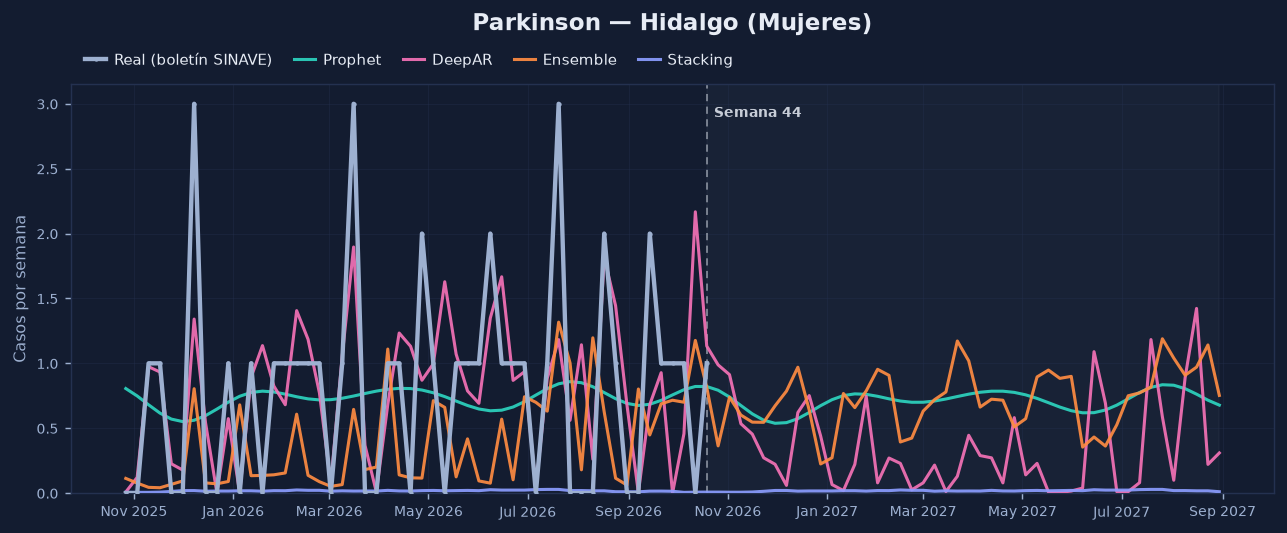 Parkinson — Hidalgo (Mujeres)
Real (boletín SINAVE) Prophet DeepAR Ensemble Stacking
Semana 44
Casos por semana
3.0
2.5
2.0
1.5
1.0
0.5
0.0
Nov 2025 Jan 2026 Mar 2026 May 2026 Jul 2026 Sep 2026 Nov 2026 Jan 2027 Mar 2027 May 2027 Jul 2027 Sep 2027